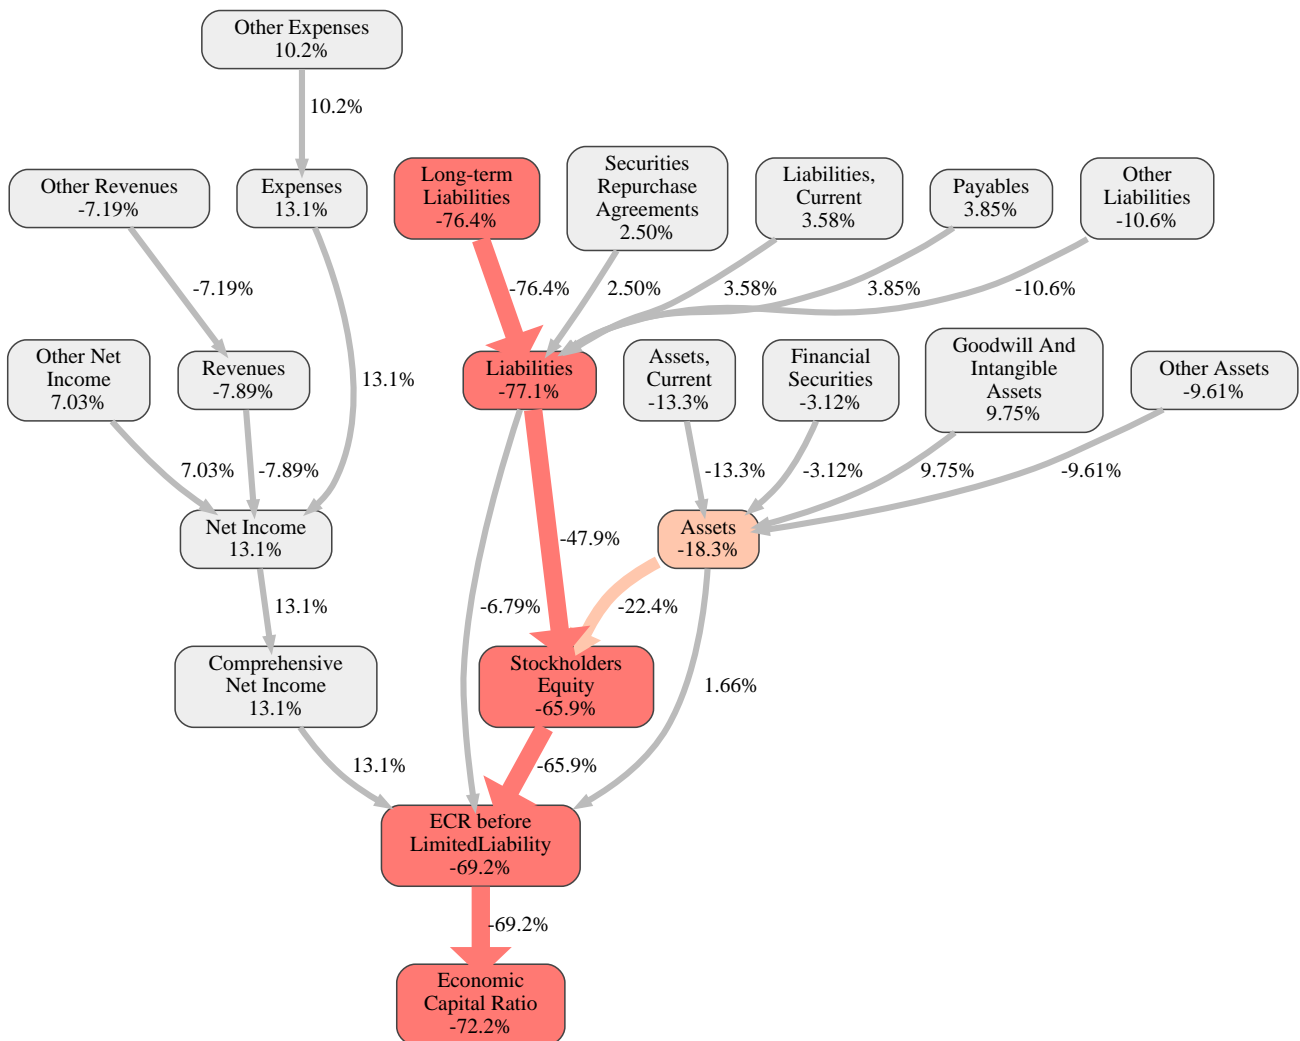 Other Expenses
10.2%
10.2%
Other Revenues
-7.19%
Expenses
13.1%
Long-term
Liabilities
-76.4%
Securities
Repurchase
Agreements
2.50%
Liabilities,
Current
3.58%
Payables
3.85%
Other
Liabilities
-10.6%
-7.19%
-76.4%
2.50%
3.58%
3.85%
-10.6%
Other Net
Income
7.03%
Revenues
-7.89%
13.1%
Liabilities
-77.1%
Assets,
Current
-13.3%
Financial
Securities
-3.12%
Goodwill And
Intangible
Assets
9.75%
Other Assets
-9.61%
7.03%
-7.89%
-13.3%
-3.12%
9.75%
-9.61%
Net Income
13.1%
-47.9%
Assets
-18.3%
13.1%
-6.79%
-22.4%
Comprehensive
Net Income
13.1%
Stockholders
Equity
-65.9%
1.66%
13.1%
-65.9%
ECR before
LimitedLiability
-69.2%
-69.2%
Economic
Capital Ratio
-72.2%